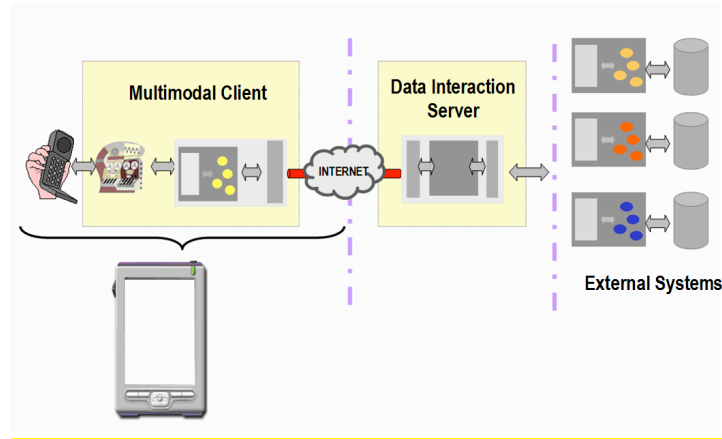 Multimodal Client
Data Interaction
Server
INTERNET
External Systems